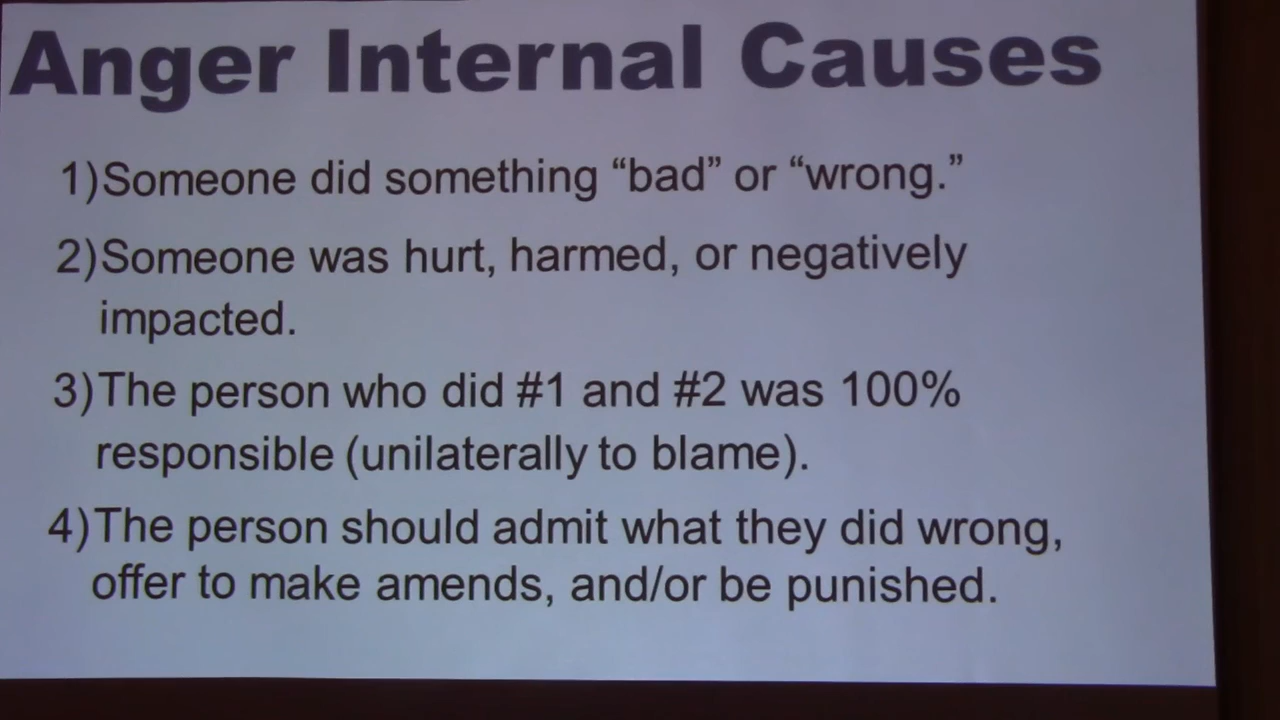 Anger Internal Causes
1)Someone did something “bad” or “wrong.”
2)Someone was hurt, harmed, or negatively
impacted.
3)The person who did #1 and #2 was 100%
responsible (unilaterally to blame).
4)The person should admit what they did wrong,
offer to make amends, and/or be punished.